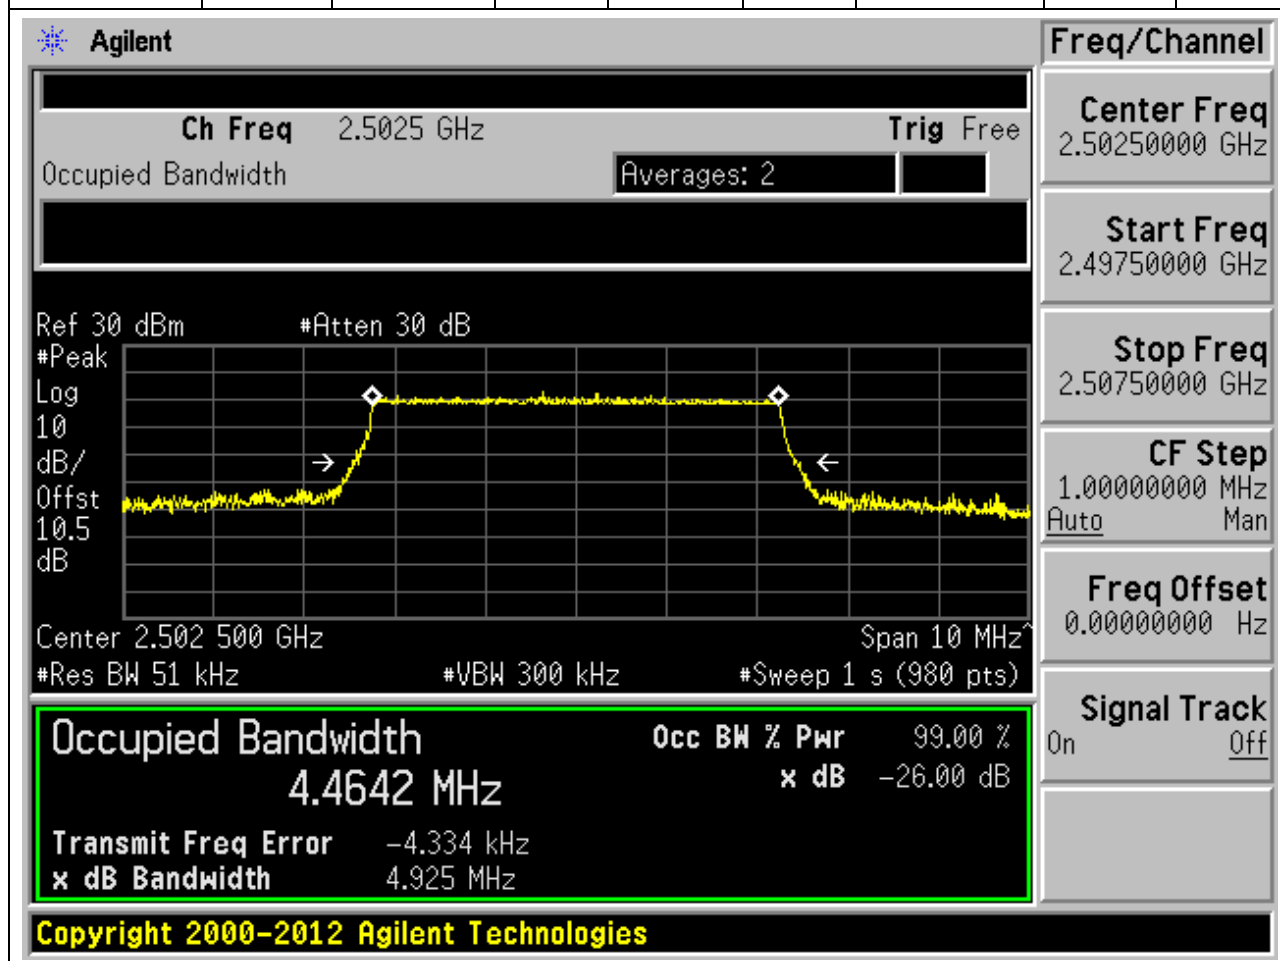 Agilent
Freq/Channel
Ch Freq 2.5025 GHz Trig Free
Occupied Bandwidth Averages: 2
Center Freq
2.50250000 GHz
Start Freq
2.49750000 GHz
Stop Freq
2.50750000 GHz
CF Step
1.00000000 MHz
Auto Man
Freq Offset
0.00000000 Hz
Signal Track
On Off
Ref 30 dBm #Atten 30 dB
#Peak
Log
10
dB/
Offst
10.5
dB
Center 2.502 500 GHz Span 10 MHz^
#Res BW 51 kHz #VBW 300 kHz #Sweep 1 s (980 pts)
Occupied Bandwidth Occ BW % Pwr 99.00 %
4.4642 MHz x dB -26.00 dB
Transmit Freq Error -4.334 kHz
x dB Bandwidth 4.925 MHz
Copyright 2000-2012 Agilent Technologies